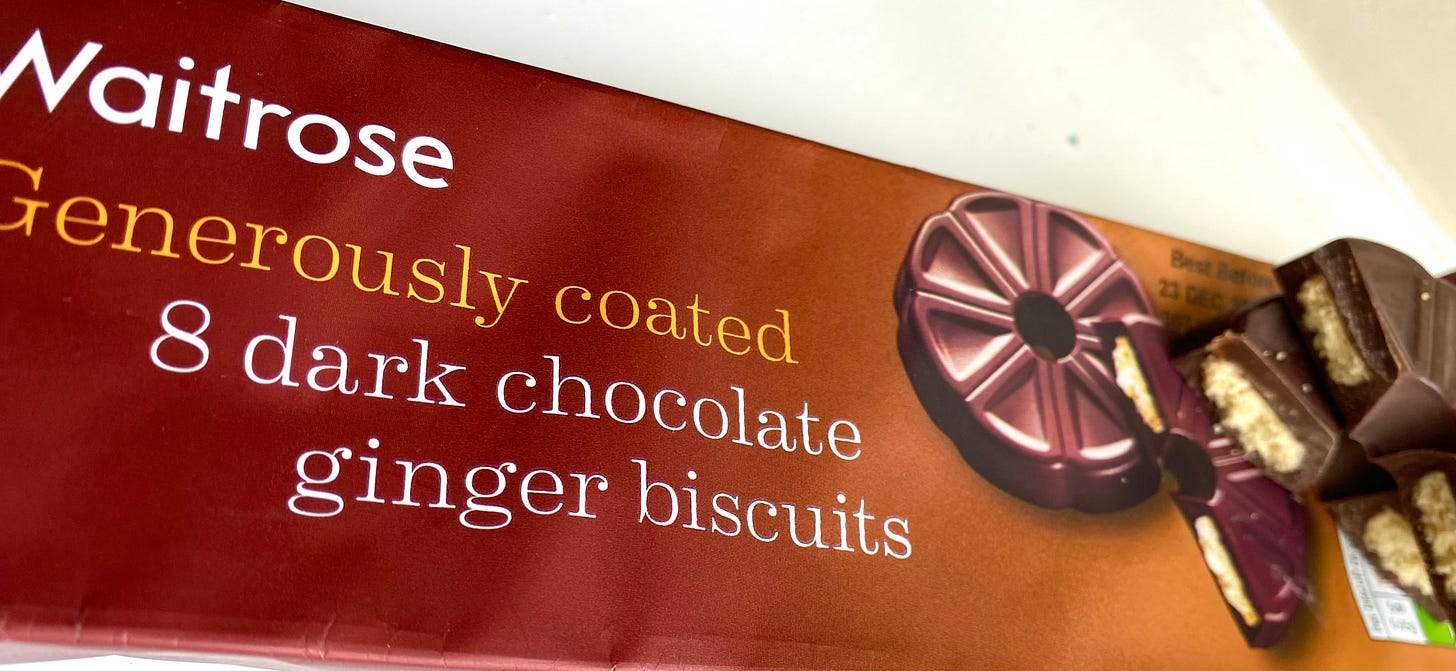 Waitrose
Generously coated
8 dark chocolate
ginger biscuits
Best Before
23 DEC